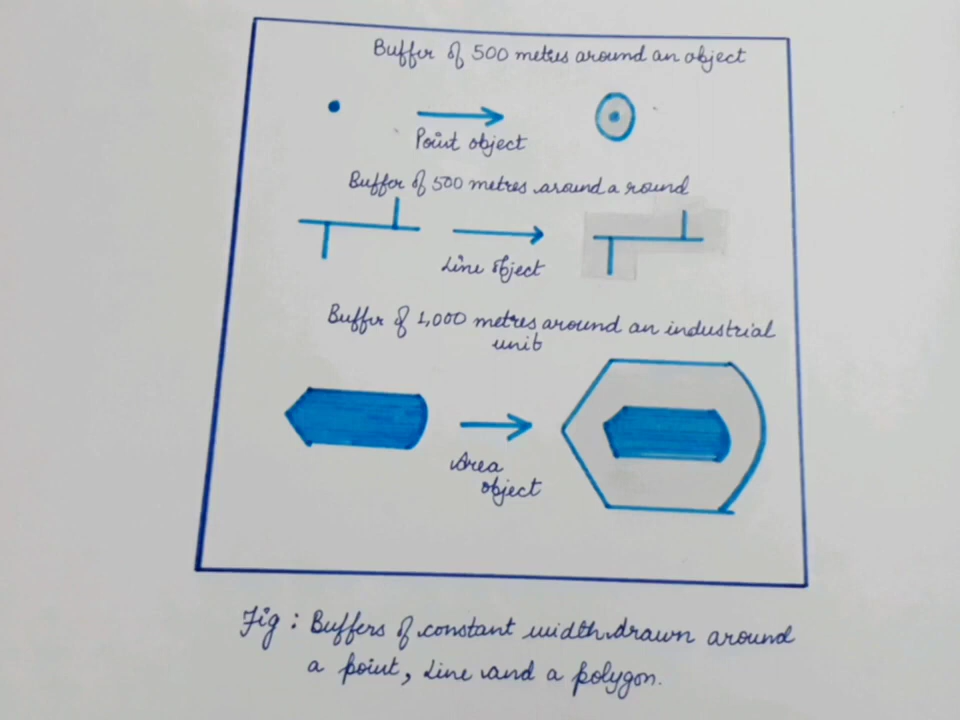 Buffer of 500 metres around an object
Point object
Buffer of 500 metres around a round
Line object
Buffer of 1,000 metres around an industrial
unit
Area
object
Fig : Buffers of constant width drawn around
a point, Line and a polygon.